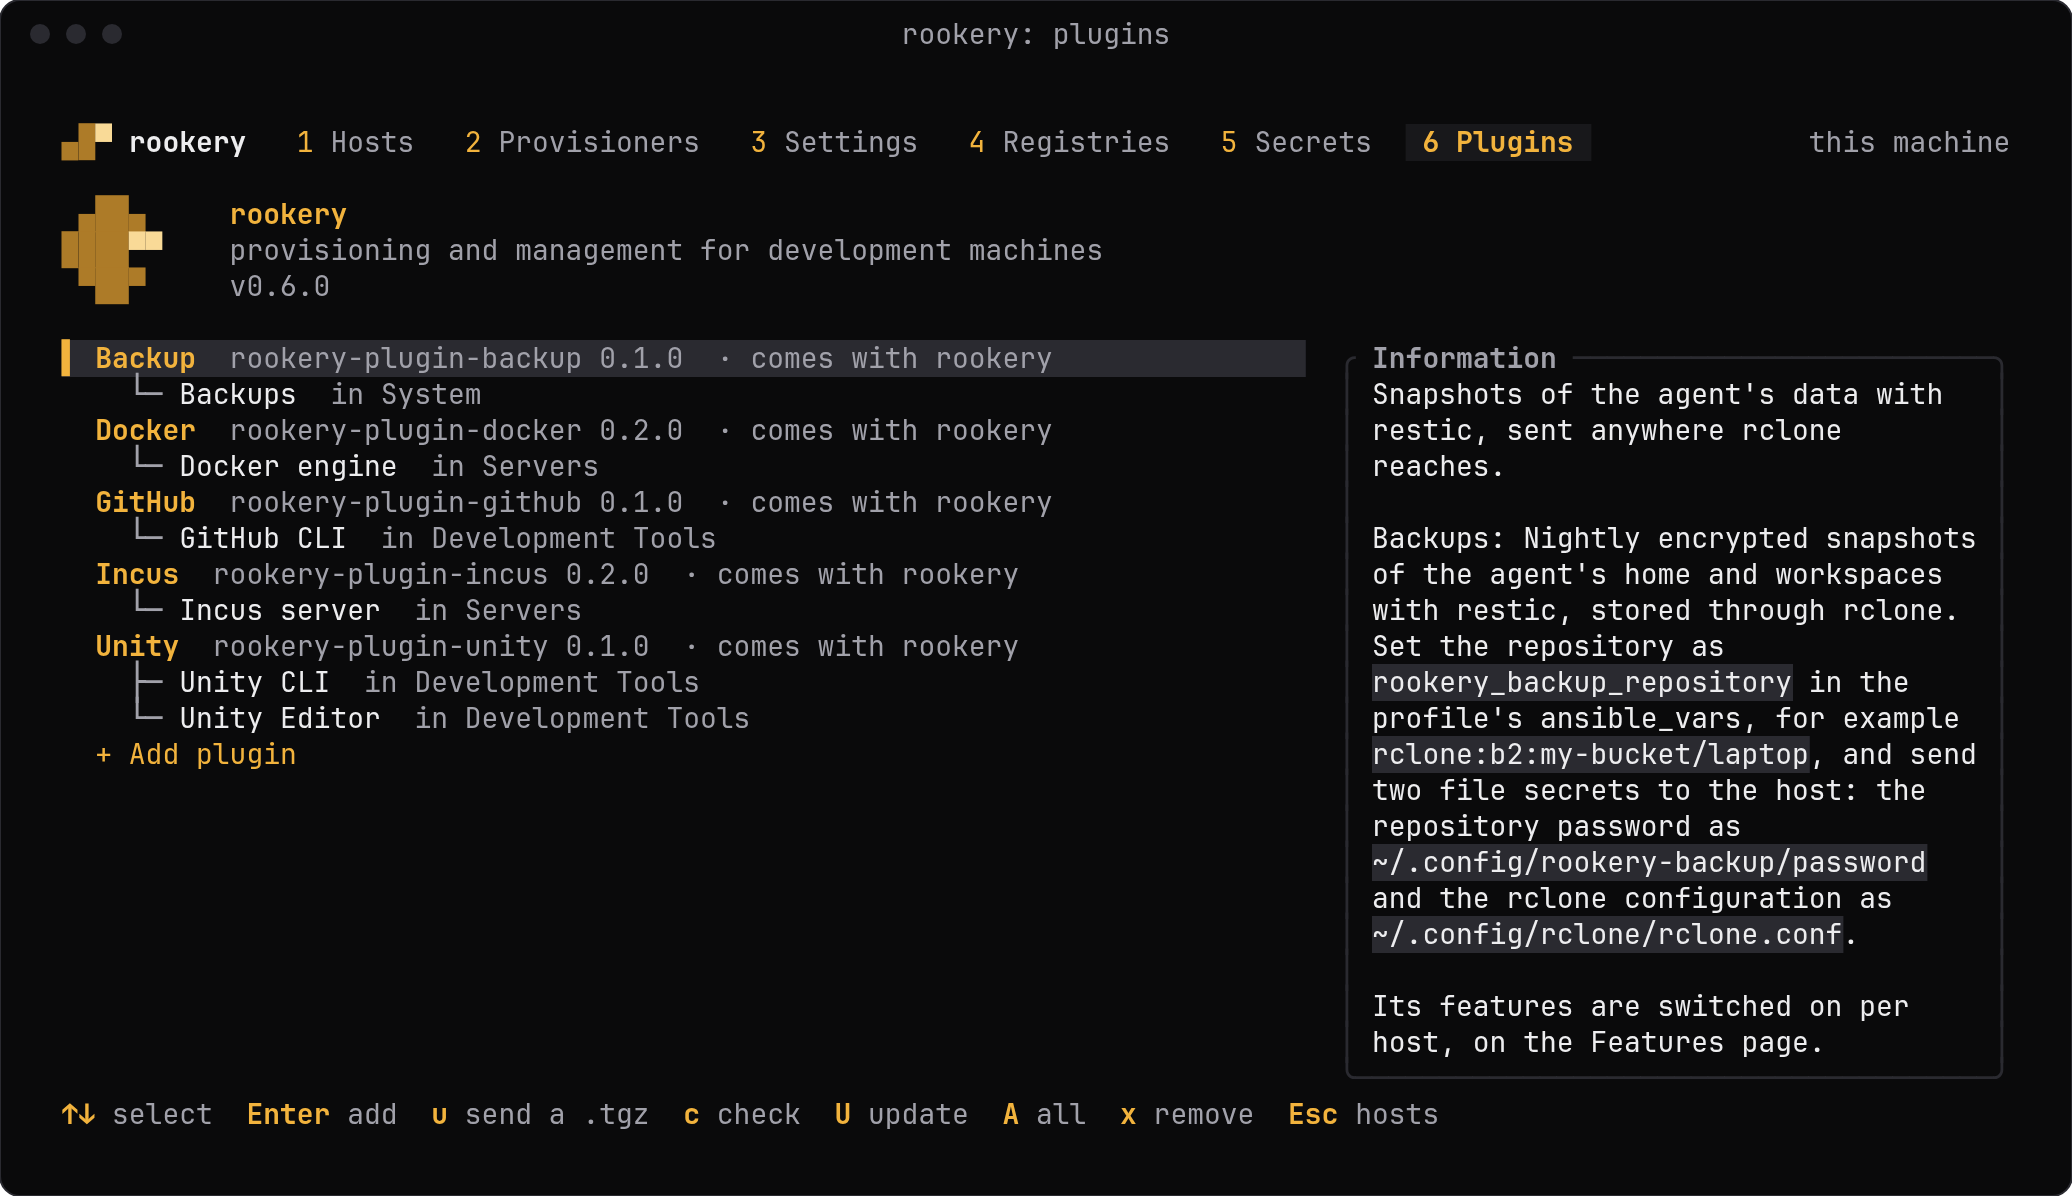 rookery: plugins
rookery 1 Hosts 2 Provisioners 3 Settings 4 Registries 5 Secrets 6 Plugins this machine
rookery
provisioning and management for development machines
v0.6.0
Backup rookery-plugin-backup 0.1.0 · comes with rookery
└─ Backups in System
Docker rookery-plugin-docker 0.2.0 · comes with rookery
└─ Docker engine in Servers
GitHub rookery-plugin-github 0.1.0 · comes with rookery
└─ GitHub CLI in Development Tools
Incus rookery-plugin-incus 0.2.0 · comes with rookery
└─ Incus server in Servers
Unity rookery-plugin-unity 0.1.0 · comes with rookery
├─ Unity CLI in Development Tools
└─ Unity Editor in Development Tools
+ Add plugin
Information
Snapshots of the agent's data with
restic, sent anywhere rclone
reaches.
Backups: Nightly encrypted snapshots
of the agent's home and workspaces
with restic, stored through rclone.
Set the repository as
rookery_backup_repository in the
profile's ansible_vars, for example
rclone:b2:my-bucket/laptop, and send
two file secrets to the host: the
repository password as
~/.config/rookery-backup/password
and the rclone configuration as
~/.config/rclone/rclone.conf.
Its features are switched on per
host, on the Features page.
↑↓ select Enter add u send a .tgz c check U update A all x remove Esc hosts